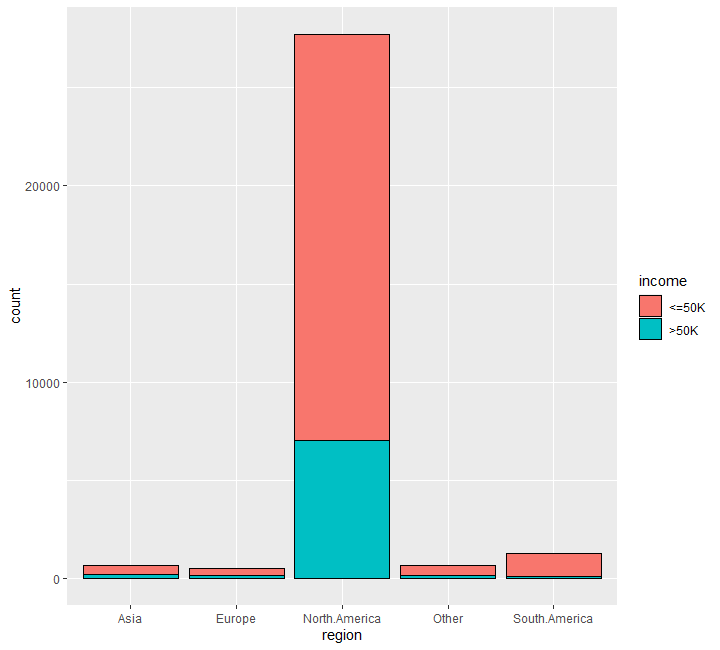 count
20000
10000
0
Asia
Europe
North.America
Other
South.America
region
income
<=50K
>50K